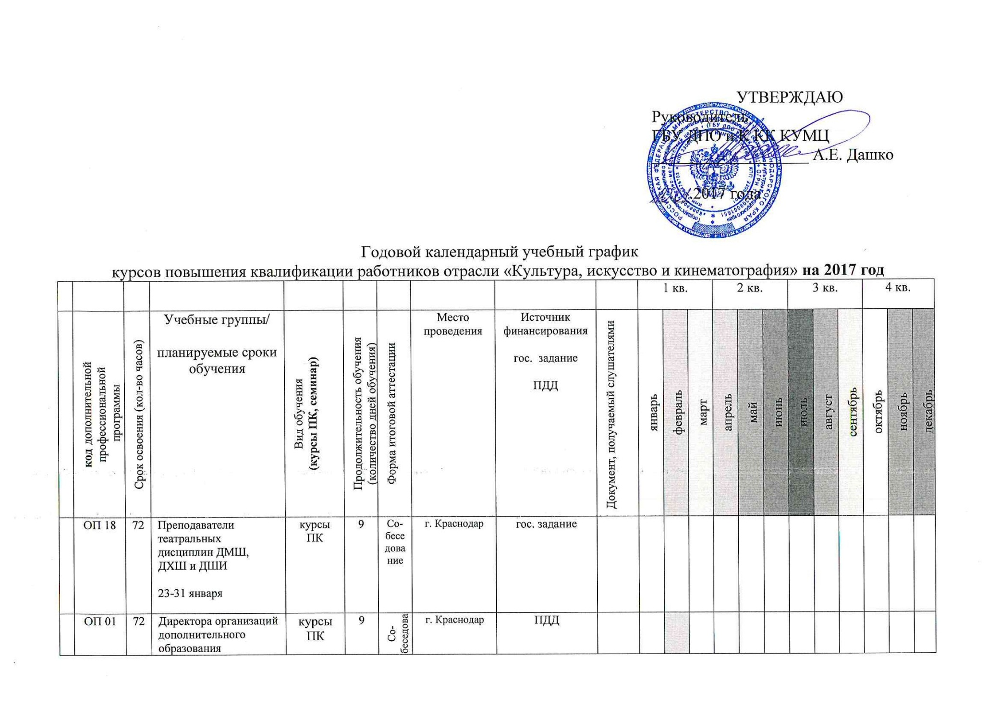 УТВЕРЖДАЮ
Руководитель
ГБУ ДПО и К КК КУМЦ
А.Е. Дашко
2017 года
Годовой календарный учебный график
курсов повышения квалификации работников отрасли «Культура, искусство и кинематография» на 2017 год
1 кв.
2 кв.
3 кв.
4 кв.
код дополнительной
профессиональной
программы
Срок освоения (кол-во часов)
Учебные группы/
планируемые сроки
обучения
Вид обучения
(курсы ПК, семинар)
Продолжительность обучения
(количество дней обучения)
Форма итоговой аттестации
Место
проведения
Источник
финансирования
гос. задание
ПДД
Документ, получаемый слушателями
январь
февраль
март
апрель
май
июнь
июль
август
сентябрь
октябрь
ноябрь
декабрь
ОП 18
72
Преподаватели
театральных
дисциплин ДМШ,
ДХШ и ДШИ
23-31 января
курсы
ПК
9
Со-
бесе
дова
ние
г. Краснодар
гос. задание
ОП 01
72
Директора организаций
дополнительного
образования
курсы
ПК
9
Со-
беседова
г. Краснодар
ПДД